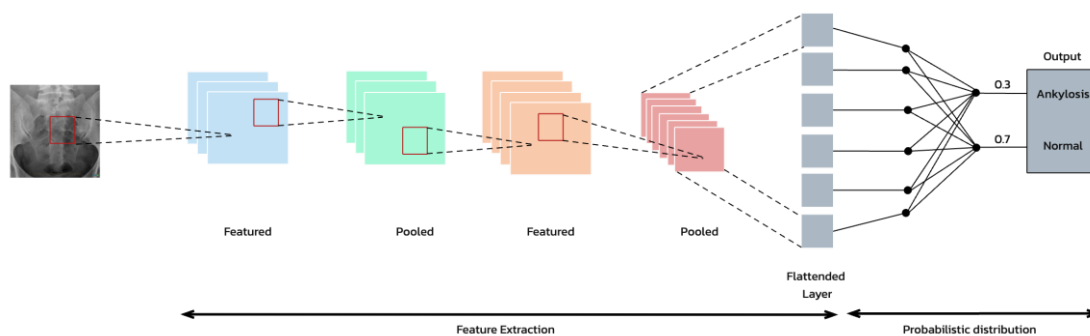 Output
0.3
Ankylosis
0.7
Normal
Featured
Pooled
Featured
Pooled
Flattended
Layer
Feature Extraction
Probabilistic distribution